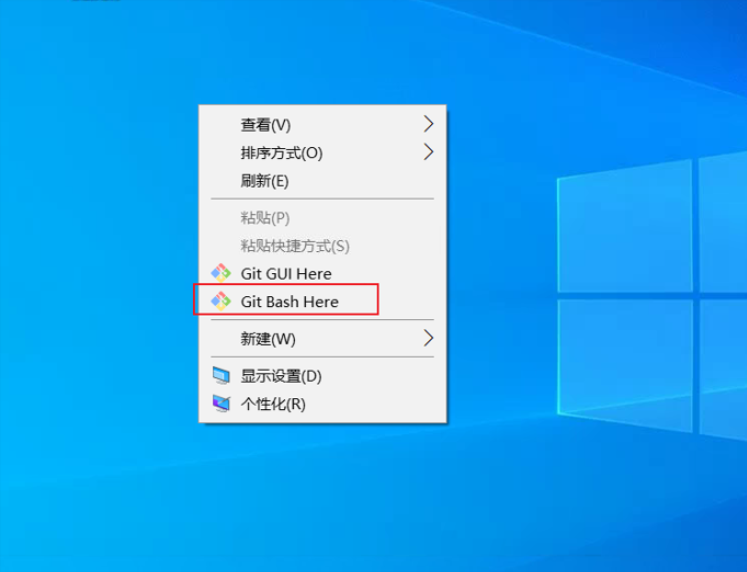 查看(V)
排序方式(O)
刷新(E)
粘贴(P)
粘贴快捷方式(S)
Git GUI Here
Git Bash Here
新建(W)
显示设置(D)
个性化(R)